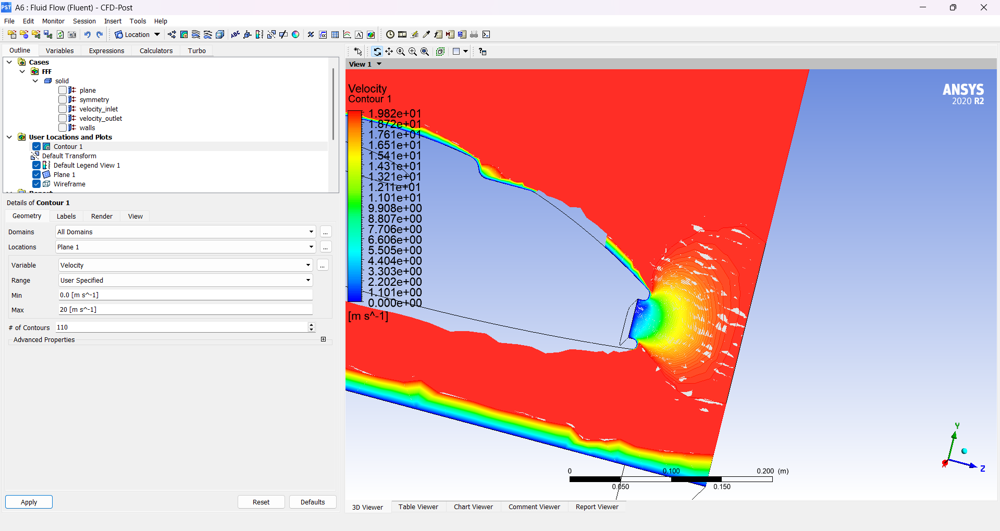 PST A6 : Fluid Flow (Fluent) - CFD-Post
File Edit Monitor Session Insert Tools Help
Location
Outline Variables Expressions Calculators Turbo
Cases
FFF
solid
plane
symmetry
velocity_inlet
velocity_outlet
walls
User Locations and Plots
Contour 1
Default Transform
Default Legend View 1
Plane 1
Wireframe
Report
Details of Contour 1
Geometry Labels Render View
Domains All Domains ...
Locations Plane 1 ...
Variable Velocity ...
Range User Specified
Min 0.0 [m s^-1]
Max 20 [m s^-1]
# of Contours 110
Advanced Properties
Apply Reset Defaults
View 1
Velocity
Contour 1
1.982e+01
1.872e+01
1.761e+01
1.651e+01
1.541e+01
1.431e+01
1.321e+01
1.211e+01
1.101e+01
9.908e+00
8.807e+00
7.706e+00
6.606e+00
5.505e+00
4.404e+00
3.303e+00
2.202e+00
1.101e+00
0.000e+00
[m s^-1]
ANSYS
2020 R2
0 0.100 0.200 (m)
0.050 0.150
Y
X
Z
3D Viewer Table Viewer Chart Viewer Comment Viewer Report Viewer